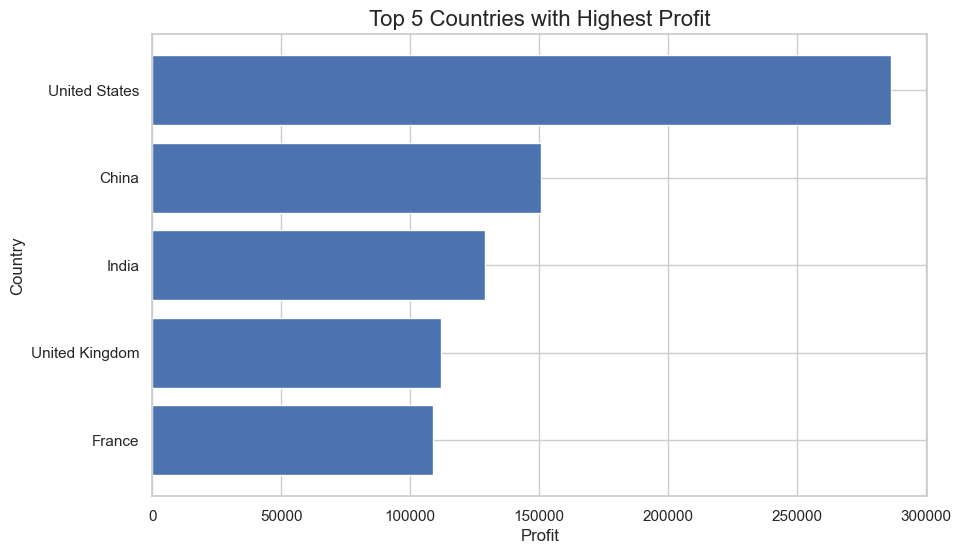 Top 5 Countries with Highest Profit
United States
China
India
United Kingdom
France
Country
0 50000 100000 150000 200000 250000 300000
Profit